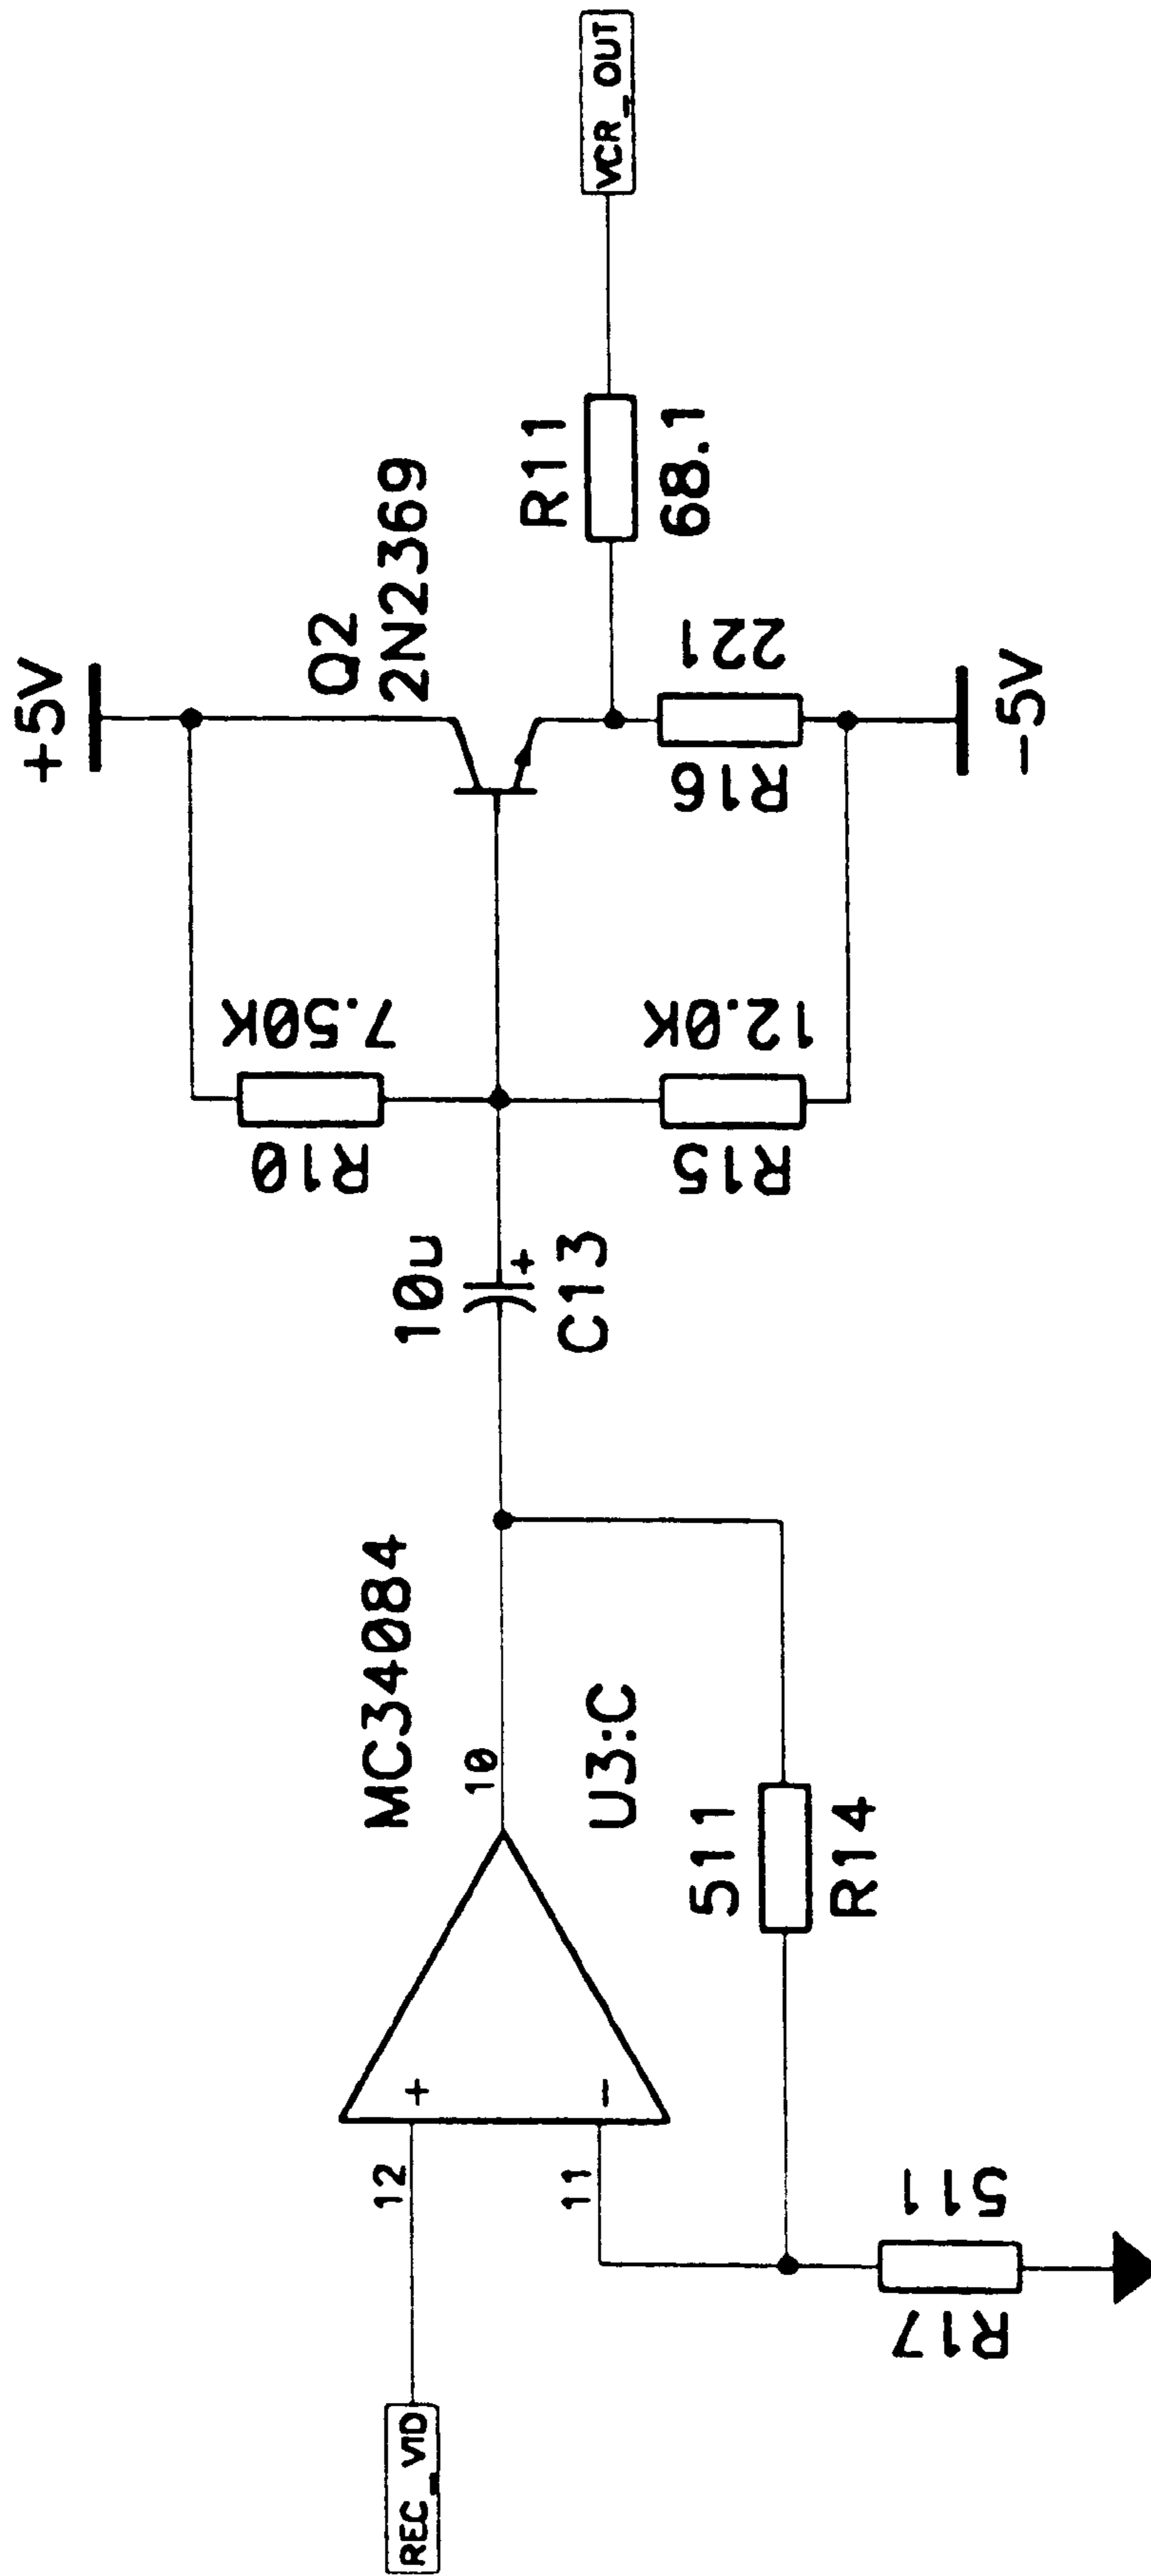 +5V
Q2
2N2369
R10
7.50K
R15
12.0K
R16
221
-5V
R11
68.1
VCR_OUT
10u
+
C13
MC34084
10
U3:C
12
+
11
-
511
R14
R17
511
REC_VID